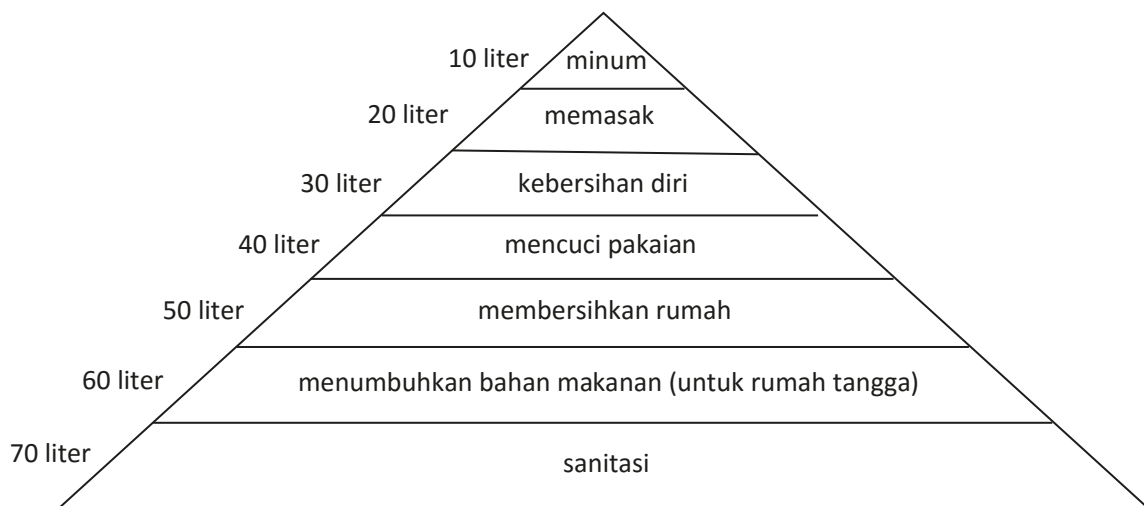 10 liter minum
20 liter memasak
30 liter kebersihan diri
40 liter mencuci pakaian
50 liter membersihkan rumah
60 liter menumbuhkan bahan makanan (untuk rumah tangga)
70 liter sanitasi